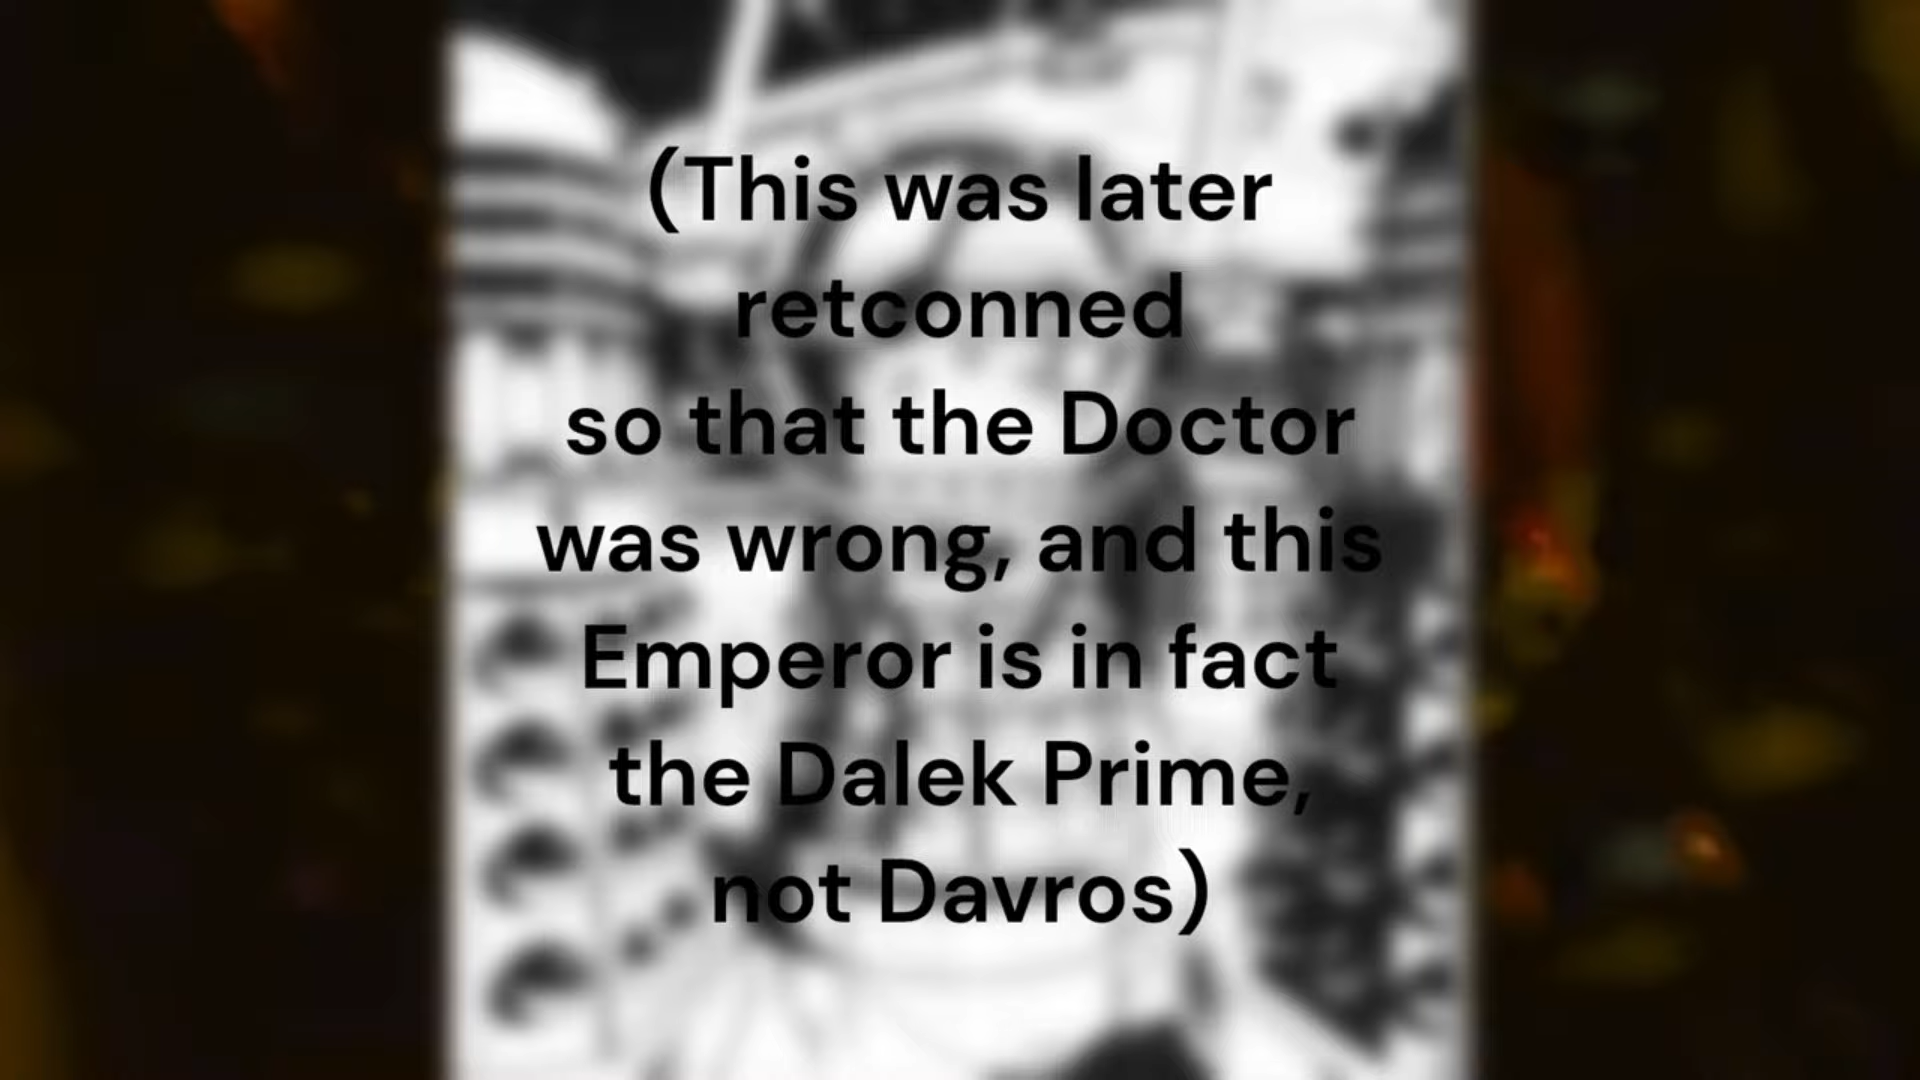 (This was later
retconned
so that the Doctor
was wrong, and this
Emperor is in fact
the Dalek Prime,
not Davros)